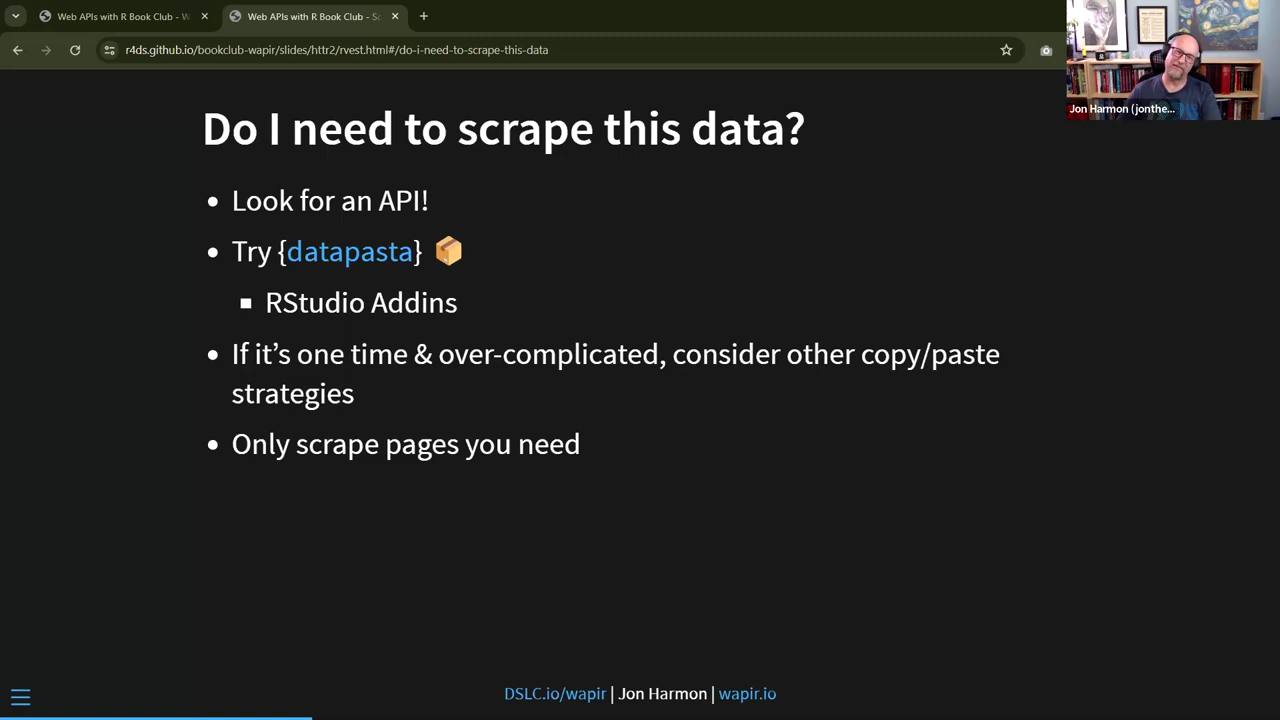 Web APIs with R Book Club - W
Web APIs with R Book Club - Sc
r4ds.github.io/bookclub-wapir/slides/httr2/rvest.html#/do-i-need-to-scrape-this-data
Jon Harmon (jonthe...
Do I need to scrape this data?
Look for an API!
Try {datapasta}
RStudio Addins
If it’s one time & over-complicated, consider other copy/paste
strategies
Only scrape pages you need
DSLC.io/wapir | Jon Harmon | wapir.io